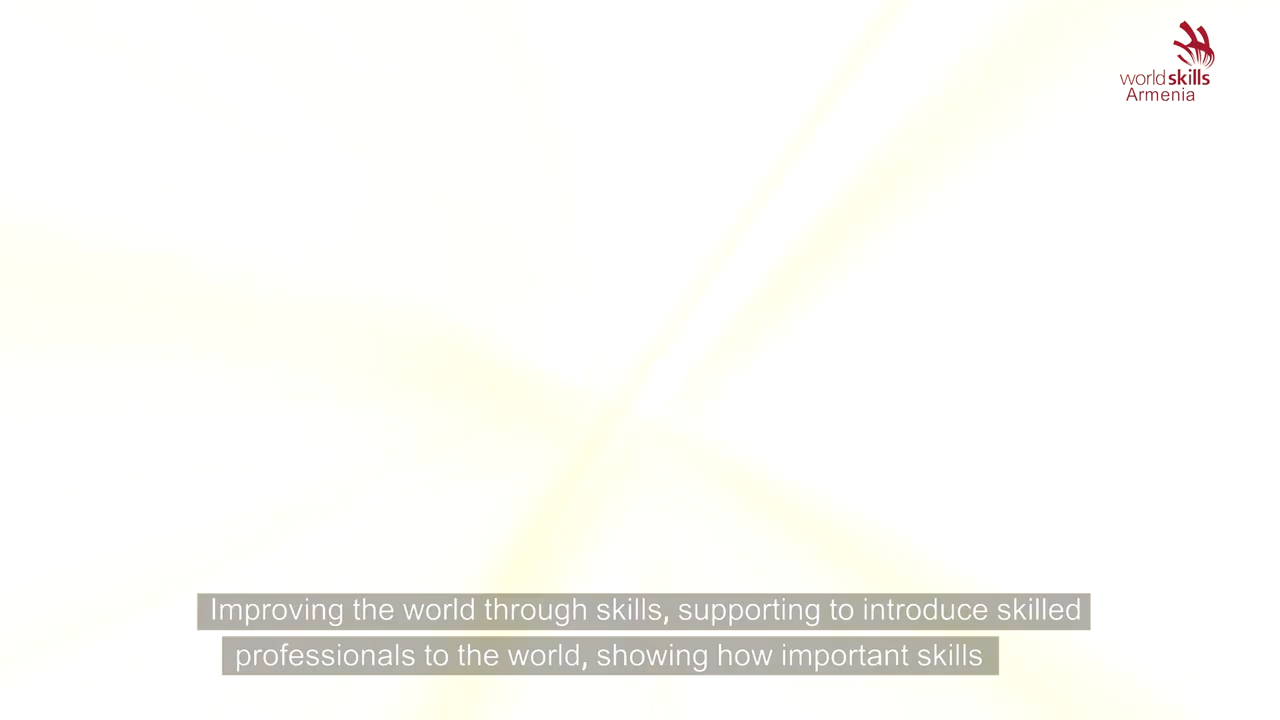 worldskills
Armenia
Improving the world through skills, supporting to introduce skilled
professionals to the world, showing how important skills